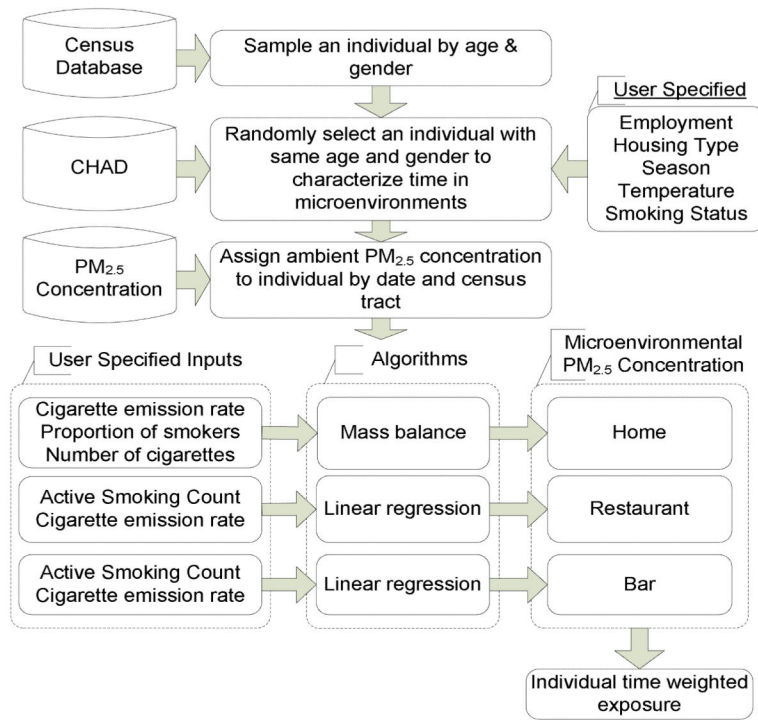 Census
Database
Sample an individual by age &
gender
User Specified
Employment
Housing Type
Season
Temperature
Smoking Status
CHAD
Randomly select an individual with
same age and gender to
characterize time in
microenvironments
PM2.5
Concentration
Assign ambient PM2.5 concentration
to individual by date and census
tract
User Specified Inputs
Algorithms
Microenvironmental
PM2.5 Concentration
Cigarette emission rate
Proportion of smokers
Number of cigarettes
Mass balance
Home
Active Smoking Count
Cigarette emission rate
Linear regression
Restaurant
Active Smoking Count
Cigarette emission rate
Linear regression
Bar
Individual time weighted
exposure